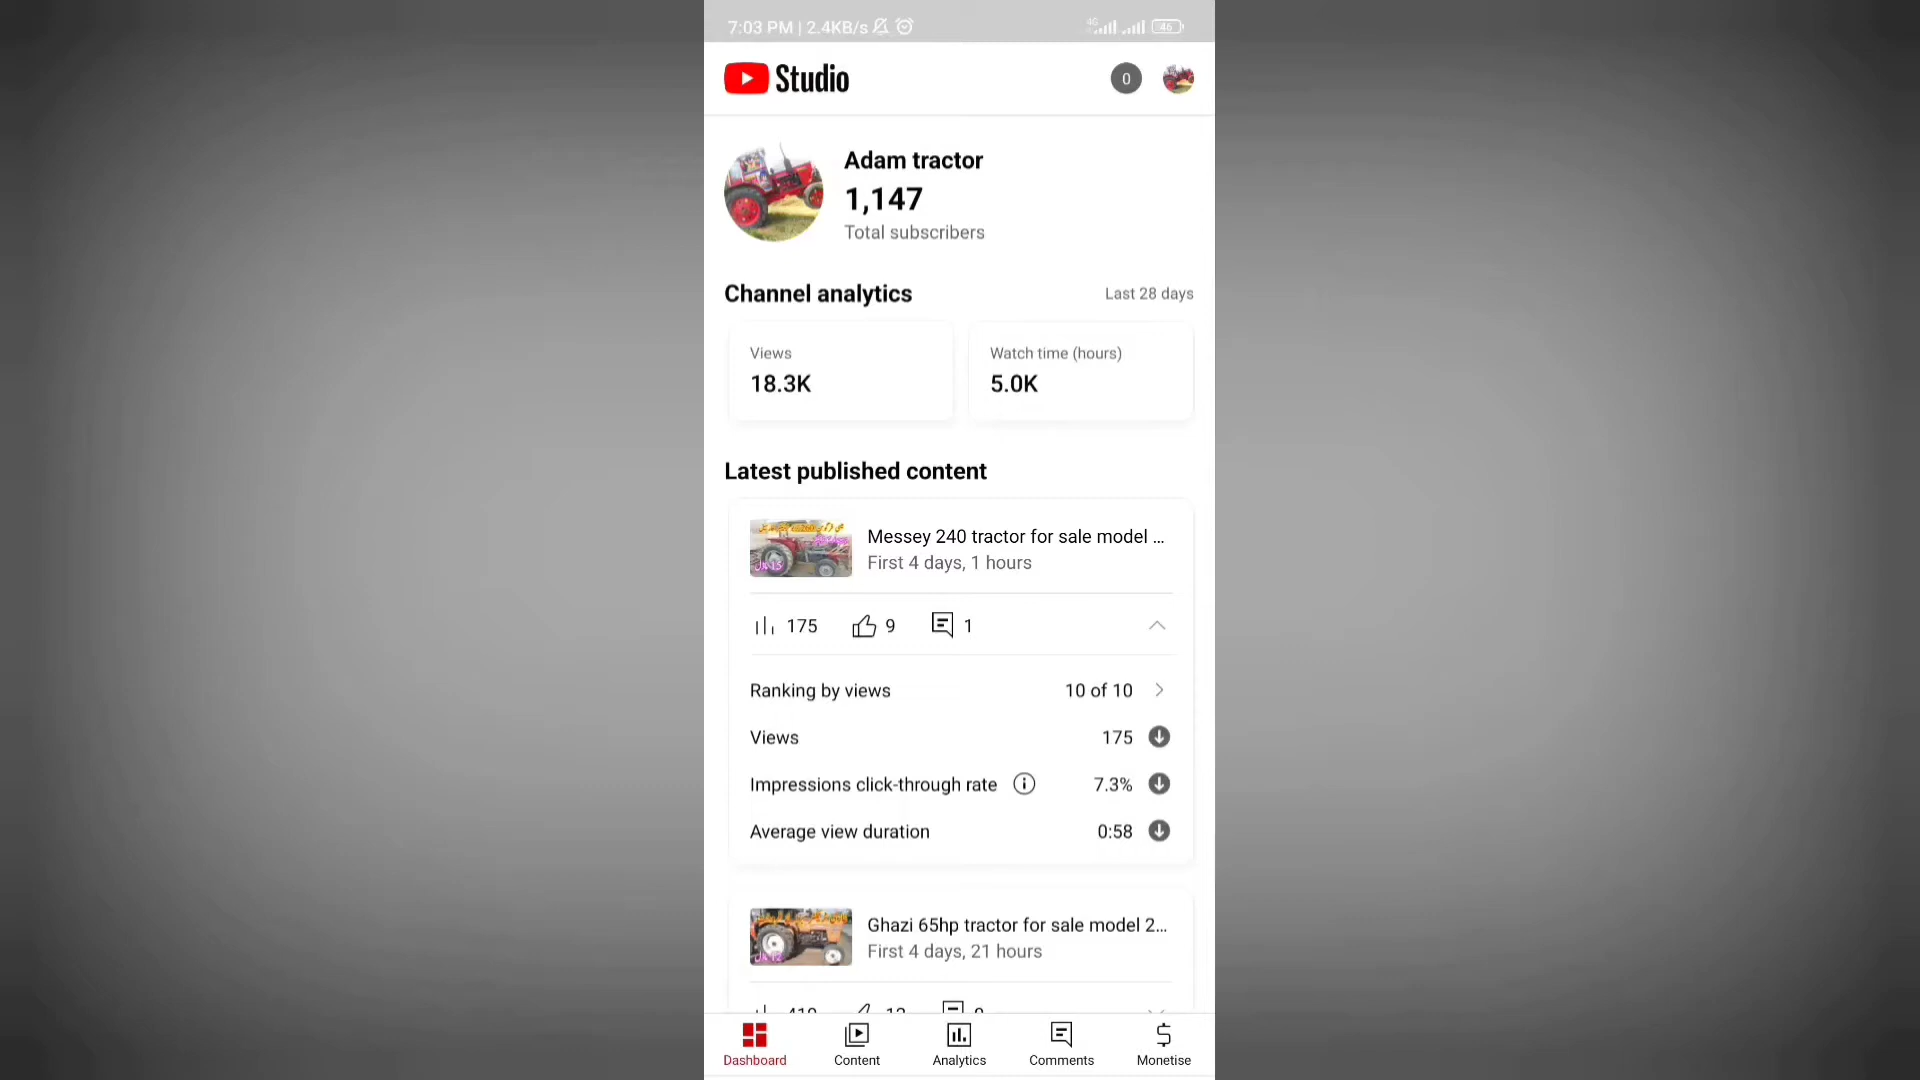 7:03 PM | 2.4KB/s
4G
46
Studio
0
Adam tractor
1,147
Total subscribers
Channel analytics
Last 28 days
Views
18.3K
Watch time (hours)
5.0K
Latest published content
Messey 240 tractor for sale model ...
First 4 days, 1 hours
175
9
1
Ranking by views
10 of 10
Views
175
Impressions click-through rate
7.3%
Average view duration
0:58
Ghazi 65hp tractor for sale model 2...
First 4 days, 21 hours
Dashboard
Content
Analytics
Comments
Monetise